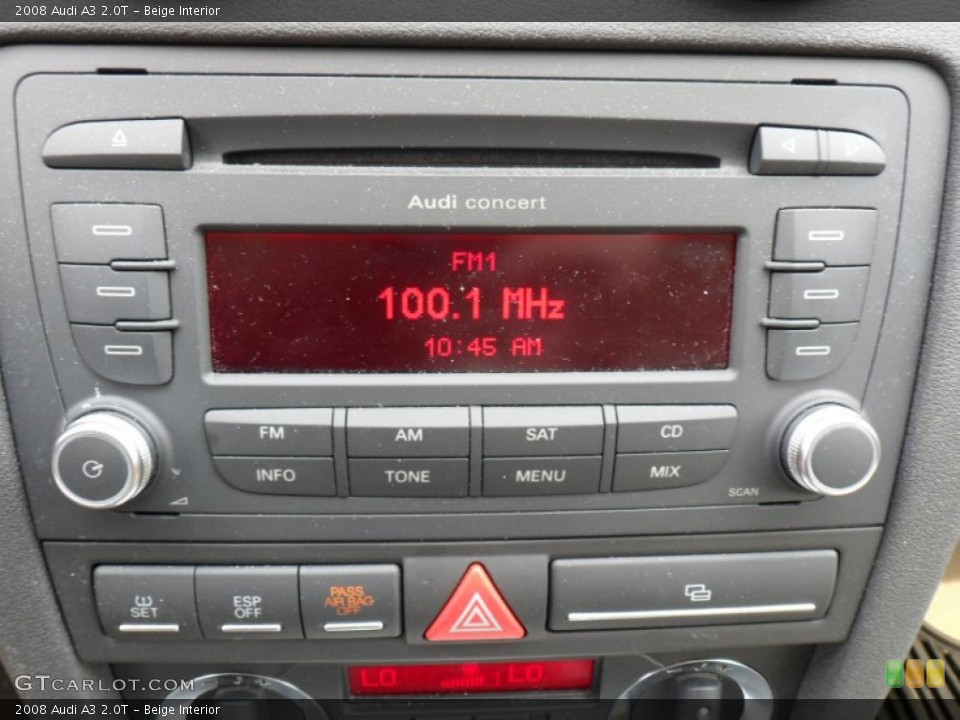 2008 Audi A3 2.0T – Beige Interior
Audi concert
FM1
100.1 MHz
10:45 AM
FM AM SAT CD
INFO TONE MENU MIX
SCAN
SET
ESP
OFF
PASS
AIR BAG
OFF
LO LO
GTCARLOT.COM
2008 Audi A3 2.0T – Beige Interior